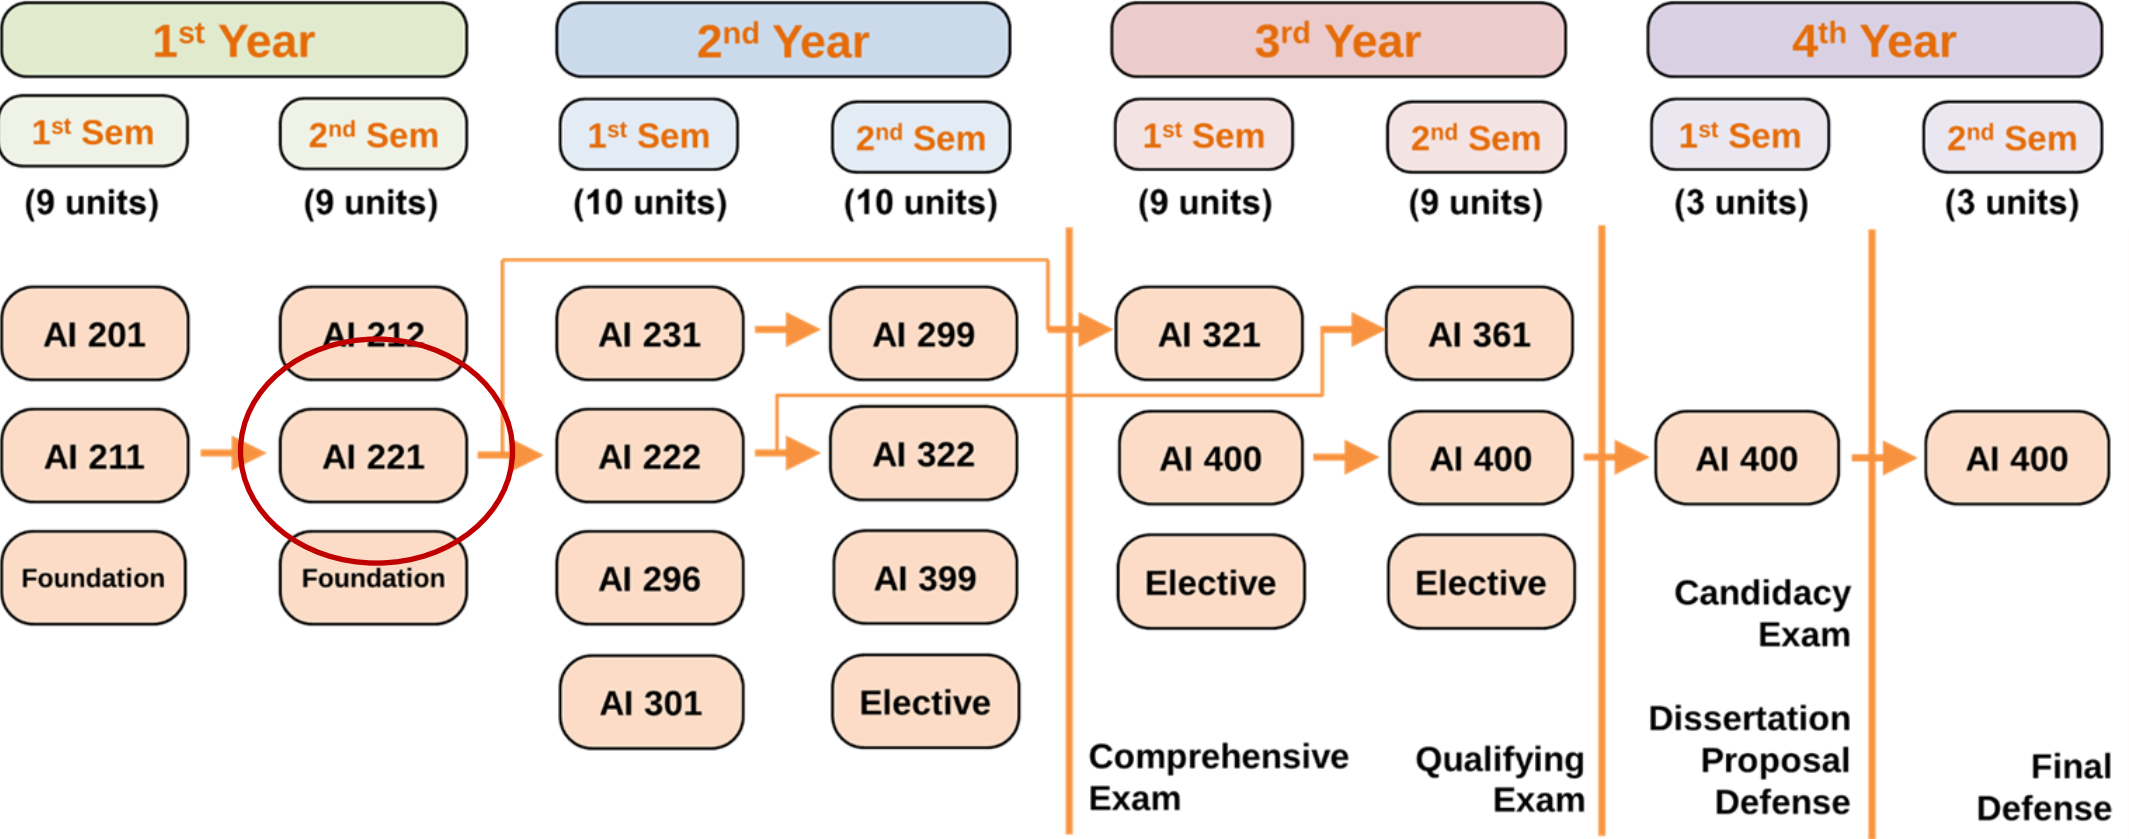 1st Year
2nd Year
3rd Year
4th Year
1st Sem
2nd Sem
1st Sem
2nd Sem
1st Sem
2nd Sem
1st Sem
2nd Sem
(9 units)
(9 units)
(10 units)
(10 units)
(9 units)
(9 units)
(3 units)
(3 units)
AI 201
AI 212
AI 231
AI 299
AI 321
AI 361
AI 211
AI 221
AI 222
AI 322
AI 400
AI 400
AI 400
AI 400
Foundation
Foundation
AI 296
AI 399
Elective
Elective
AI 301
Elective
Comprehensive
Exam
Qualifying
Exam
Candidacy
Exam
Dissertation
Proposal
Defense
Final
Defense